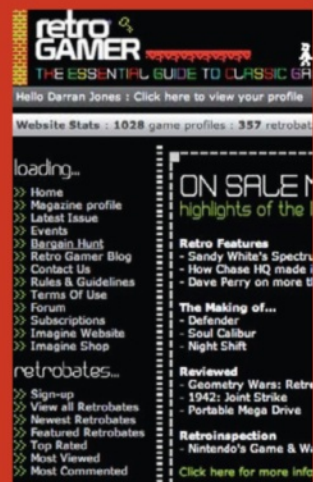 retro
GAMER
THE ESSENTIAL GUIDE TO CLASSIC GA
Hello Darran Jones : Click here to view your profile
Website Stats : 1028 game profiles : 357 retrobat
loading...
>> Home
>> Magazine profile
>> Latest Issue
>> Events
>> Bargain Hunt
>> Retro Gamer Blog
>> Contact Us
>> Rules & Guidelines
>> Terms Of Use
>> Forum
>> Subscriptions
>> Imagine Website
>> Imagine Shop
retrobates...
>> Sign-up
>> View all Retrobates
>> Newest Retrobates
>> Featured Retrobates
>> Top Rated
>> Most Viewed
>> Most Commented
ON SALE
highlights of the
Retro Features
- Sandy White's Spectru
- How Chase HQ made
- Dave Perry on more t
The Making of...
- Defender
- Soul Calibur
- Night Shift
Reviewed
- Geometry Wars: Retr
- 1942: Joint Strike
- Portable Mega Drive
Retroinspection
- Nintendo's Game & Wa
Click here for more info